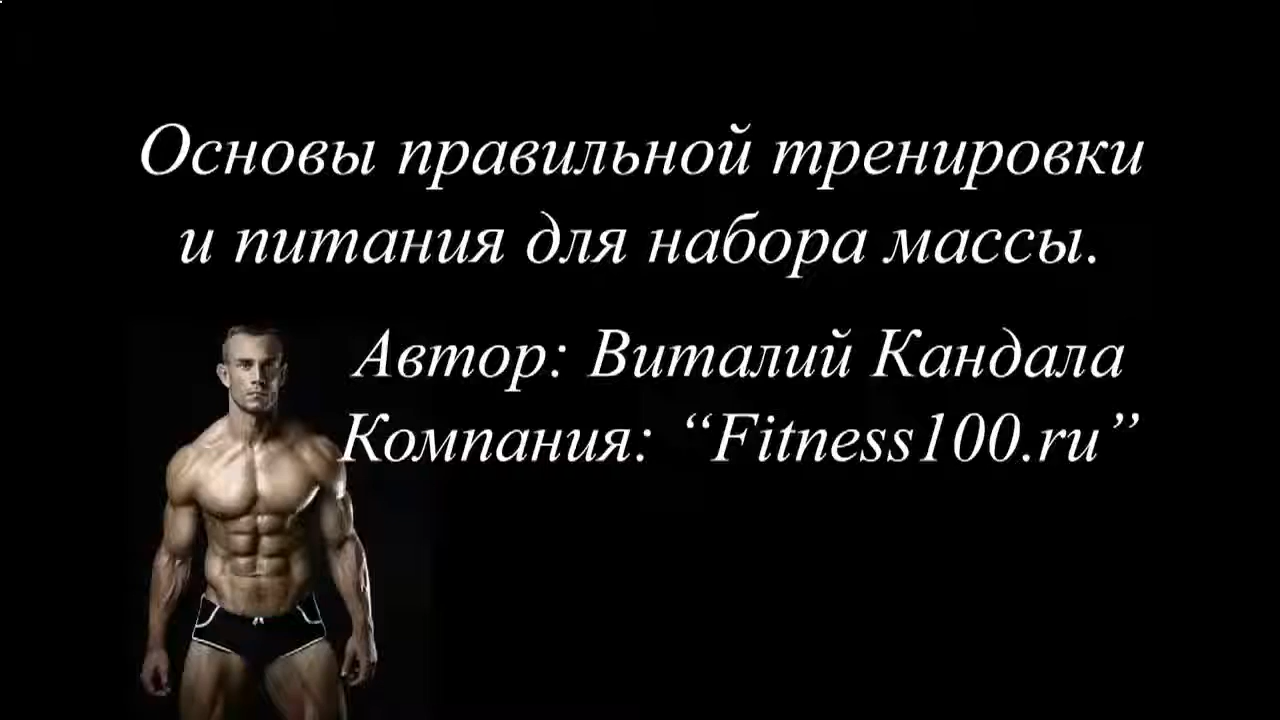 Основы правильной тренировки
и питания для набора массы.
Автор: Виталий Кандала
Компания: “Fitness100.ru”